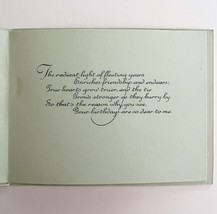 The radiant light of fleeting years
Enriches friendship and endears;
True hearts grow truer, and the tie
Grows stronger as they hurry by
So that's the reason why, you see,
Your birthdays are so dear to me.